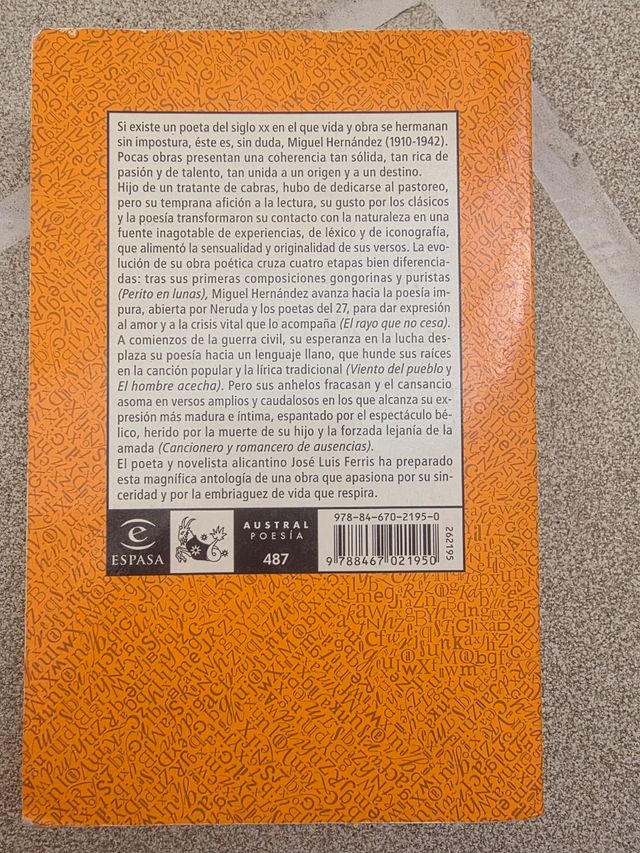 Si existe un poeta del siglo XX en el que vida y obra se hermanan
sin impostura, éste es, sin duda, Miguel Hernández (1910-1942).
Pocas obras presentan una coherencia tan sólida, tan rica de
pasión y de talento, tan unida a un origen y a un destino.
Hijo de un tratante de cabras, hubo de dedicarse al pastoreo,
pero su temprana afición a la lectura, su gusto por los clásicos
y la poesía transformaron su contacto con la naturaleza en una
fuente inagotable de experiencias, de léxico y de iconografía,
que alimentó la sensualidad y originalidad de sus versos. La evo-
lución de su obra poética cruza cuatro etapas bien diferencia-
das: tras sus primeras composiciones gongorinas y puristas
(Perito en lunas), Miguel Hernández avanza hacia la poesía im-
pura, abierta por Neruda y los poetas del 27, para dar expresión
al amor y a la crisis vital que lo acompaña (El rayo que no cesa).
A comienzos de la guerra civil, su esperanza en la lucha des-
plaza su poesía hacia un lenguaje llano, que hunde sus raíces
en la canción popular y la lírica tradicional (Viento del pueblo y
El hombre acecha). Pero sus anhelos fracasan y el cansancio
asoma en versos amplios y caudalosos en los que alcanza su ex-
presión más madura e íntima, espantado por el espectáculo bé-
lico, herido por la muerte de su hijo y la forzada lejanía de la
amada (Cancionero y romancero de ausencias).
El poeta y novelista alicantino José Luis Ferris ha preparado
esta magnífica antología de una obra que apasiona por su sin-
ceridad y por la embriaguez de vida que respira.
e
ESPASA
AUSTRAL
POESÍA
487
978-84-670-2195-0
9 788467 021950
262195